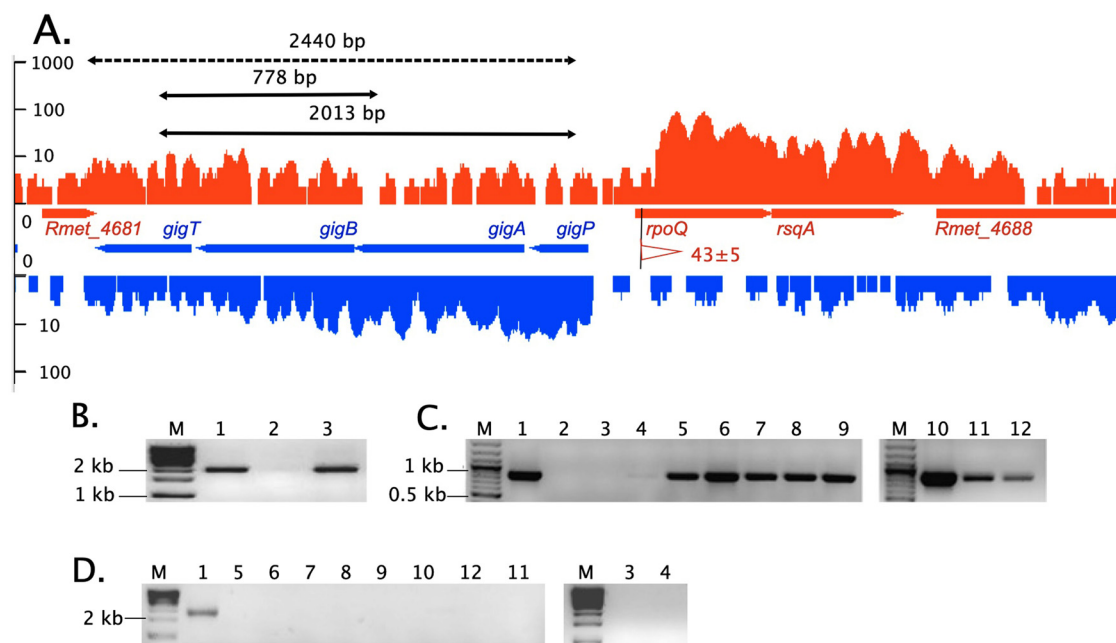 A.
2440 bp
1000
778 bp
100
2013 bp
10
0
Rmet_4681 gigT gigB gigA gigP rpoQ rsqA Rmet_4688
0
43±5
10
100
B. C.
M 1 2 3 M 1 2 3 4 5 6 7 8 9 M 10 11 12
2 kb 1 kb
1 kb 0.5 kb
D.
M 1 5 6 7 8 9 10 12 11 M 3 4
2 kb